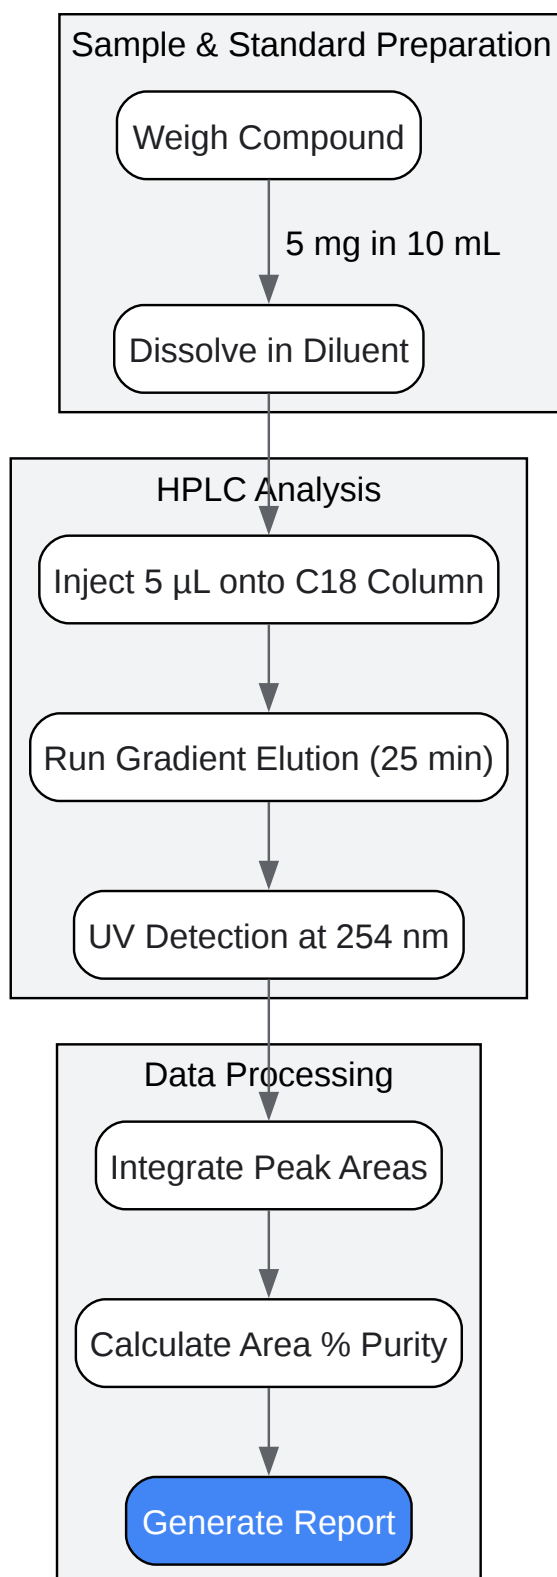 Sample & Standard Preparation
Weigh Compound
5 mg in 10 mL
Dissolve in Diluent
HPLC Analysis
Inject 5 µL onto C18 Column
Run Gradient Elution (25 min)
UV Detection at 254 nm
Data Processing
Integrate Peak Areas
Calculate Area % Purity
Generate Report